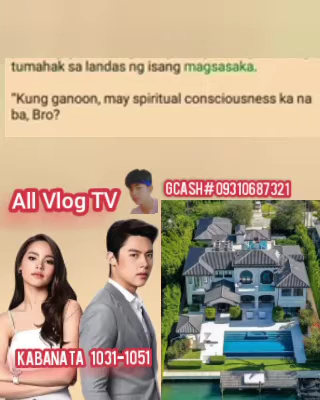 tumahak sa landas ng isang magsasaka.
"Kung ganoon, may spiritual consciousness ka na
ba, Bro?
All Vlog TV
GCASH# 09310687321
KABANATA 1031-1051